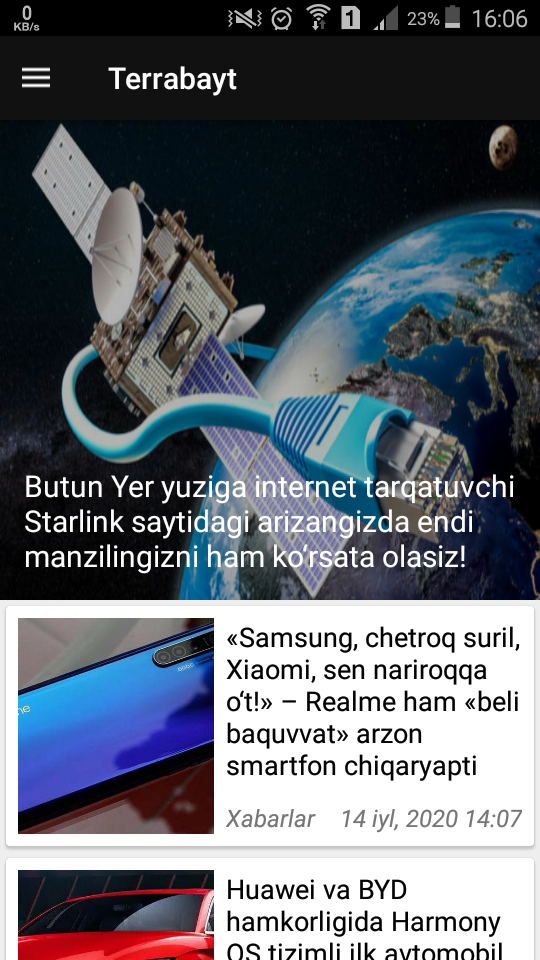 0
KB/s
1
23%
16:06
Terrabayt
Butun Yer yuziga internet tarqatuvchi
Starlink saytidagi arizangizda endi
manzilingizni ham ko‘rsata olasiz!
«Samsung, chetroq suril,
Xiaomi, sen nariroqqa
o‘t!» – Realme ham «beli
baquvvat» arzon
smartfon chiqaryapti
Xabarlar 14 iyl, 2020 14:07
Huawei va BYD
hamkorligida Harmony
OS tizimli ilk avtomobil